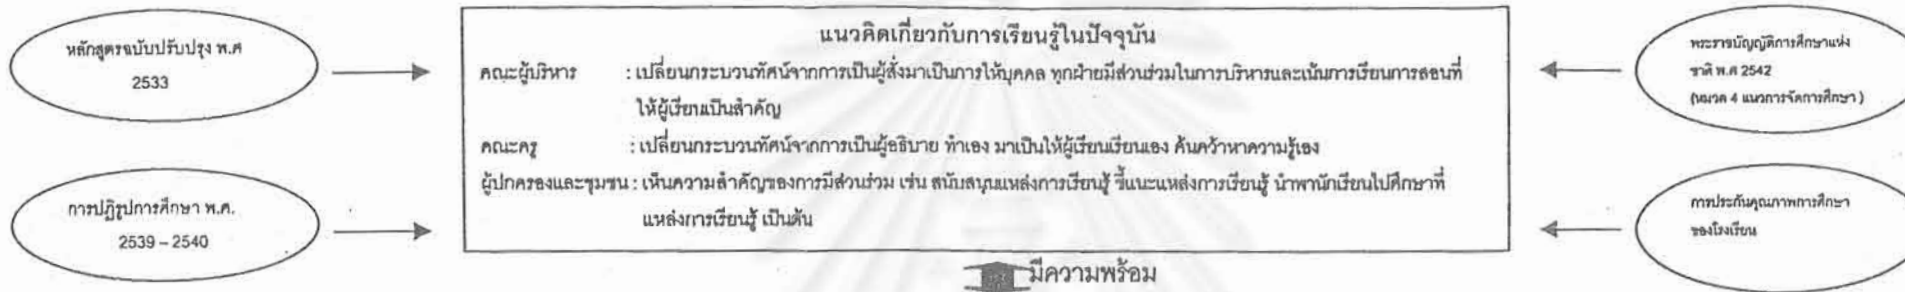 หลักสูตรฉบับปรับปรุง พ.ศ
2533
การปฏิรูปการศึกษา พ.ศ.
2539 – 2540
แนวคิดเกี่ยวกับการเรียนรู้ในปัจจุบัน
คณะผู้บริหาร : เปลี่ยนกระบวนทัศน์จากการเป็นผู้สั่งมาเป็นการให้บุคคล ทุกฝ่ายมีส่วนร่วมในการบริหารและเน้นการเรียนการสอนที่
ให้ผู้เรียนเป็นสำคัญ
คณะครู : เปลี่ยนกระบวนทัศน์จากการเป็นผู้อธิบาย ทำเอง มาเป็นให้ผู้เรียนเรียนเอง ค้นคว้าหาความรู้เอง
ผู้ปกครองและชุมชน : เห็นความสำคัญของการมีส่วนร่วม เช่น สนับสนุนแหล่งการเรียนรู้ ชี้แนะแหล่งการเรียนรู้ นำพานักเรียนไปศึกษาที่
แหล่งการเรียนรู้ เป็นต้น
พระราชบัญญัติการศึกษาแห่ง
ชาติ พ.ศ 2542
(หมวด 4 แนวการจัดการศึกษา )
การประกันคุณภาพการศึกษา
ของโรงเรียน
มีความพร้อม